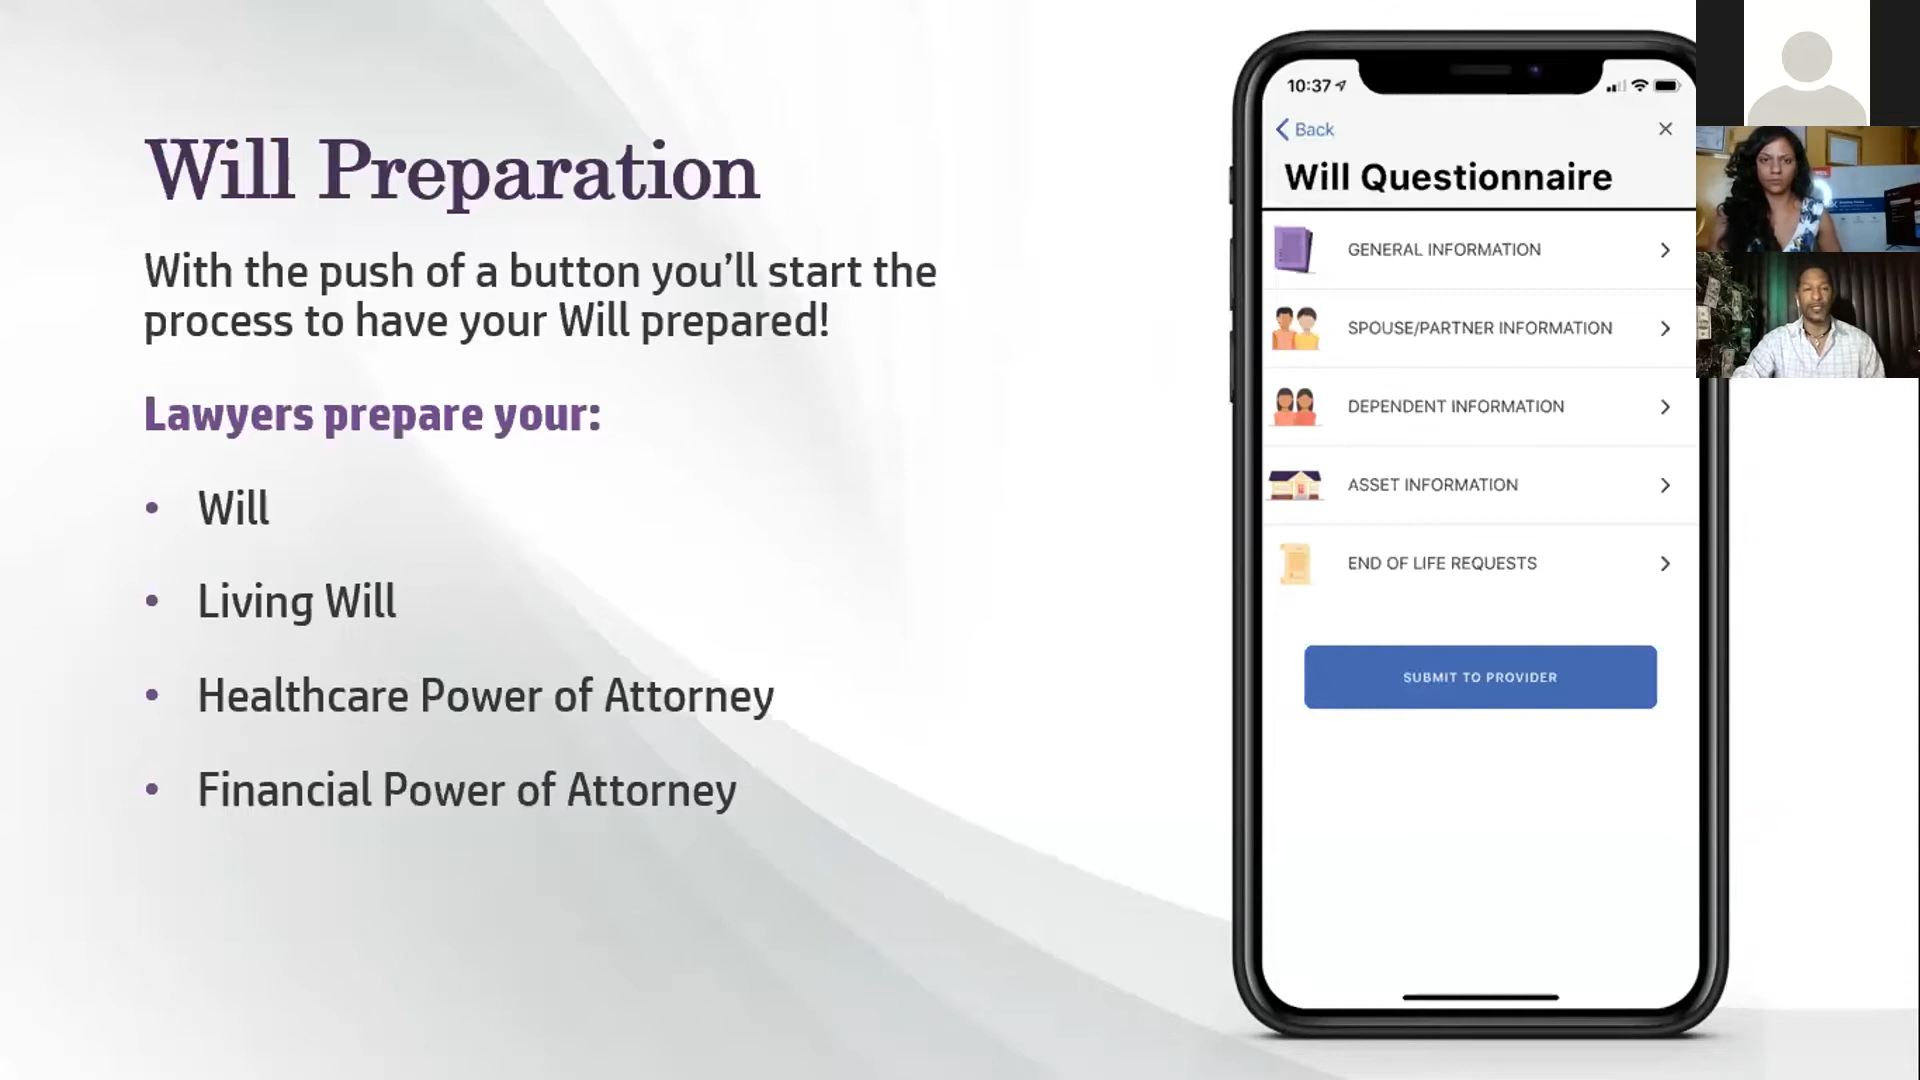 Will Preparation
With the push of a button you’ll start the
process to have your Will prepared!
Lawyers prepare your:
• Will
• Living Will
• Healthcare Power of Attorney
• Financial Power of Attorney
10:37
Back
Will Questionnaire
GENERAL INFORMATION
SPOUSE/PARTNER INFORMATION
DEPENDENT INFORMATION
ASSET INFORMATION
END OF LIFE REQUESTS
SUBMIT TO PROVIDER